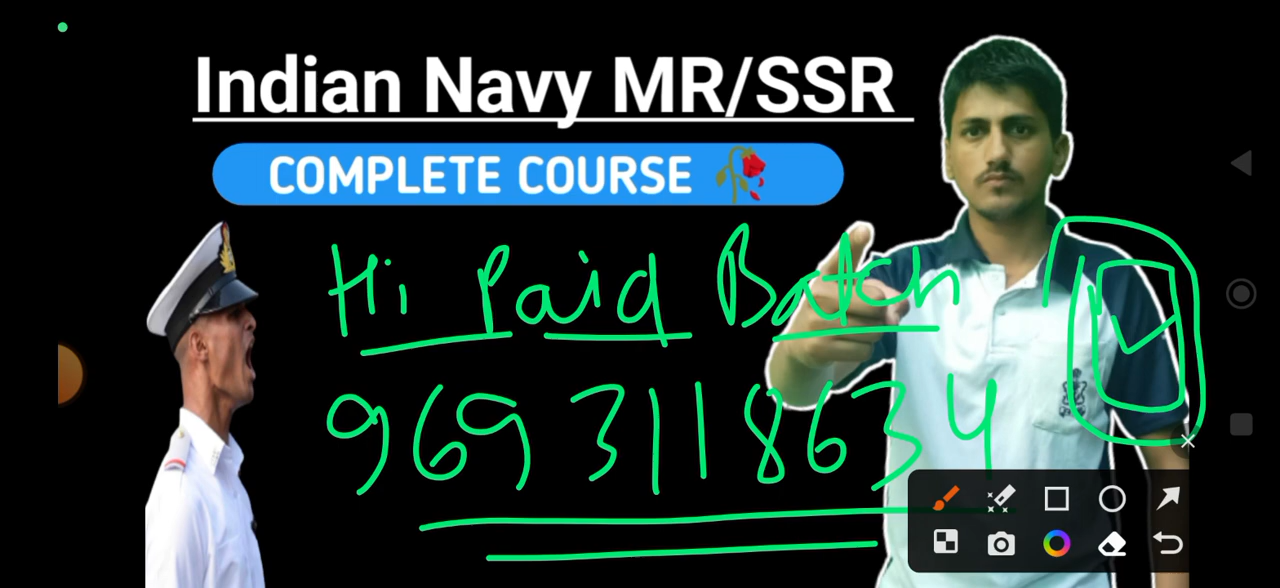 Indian Navy MR/SSR
COMPLETE COURSE
Hi Paid Batch
9693118634